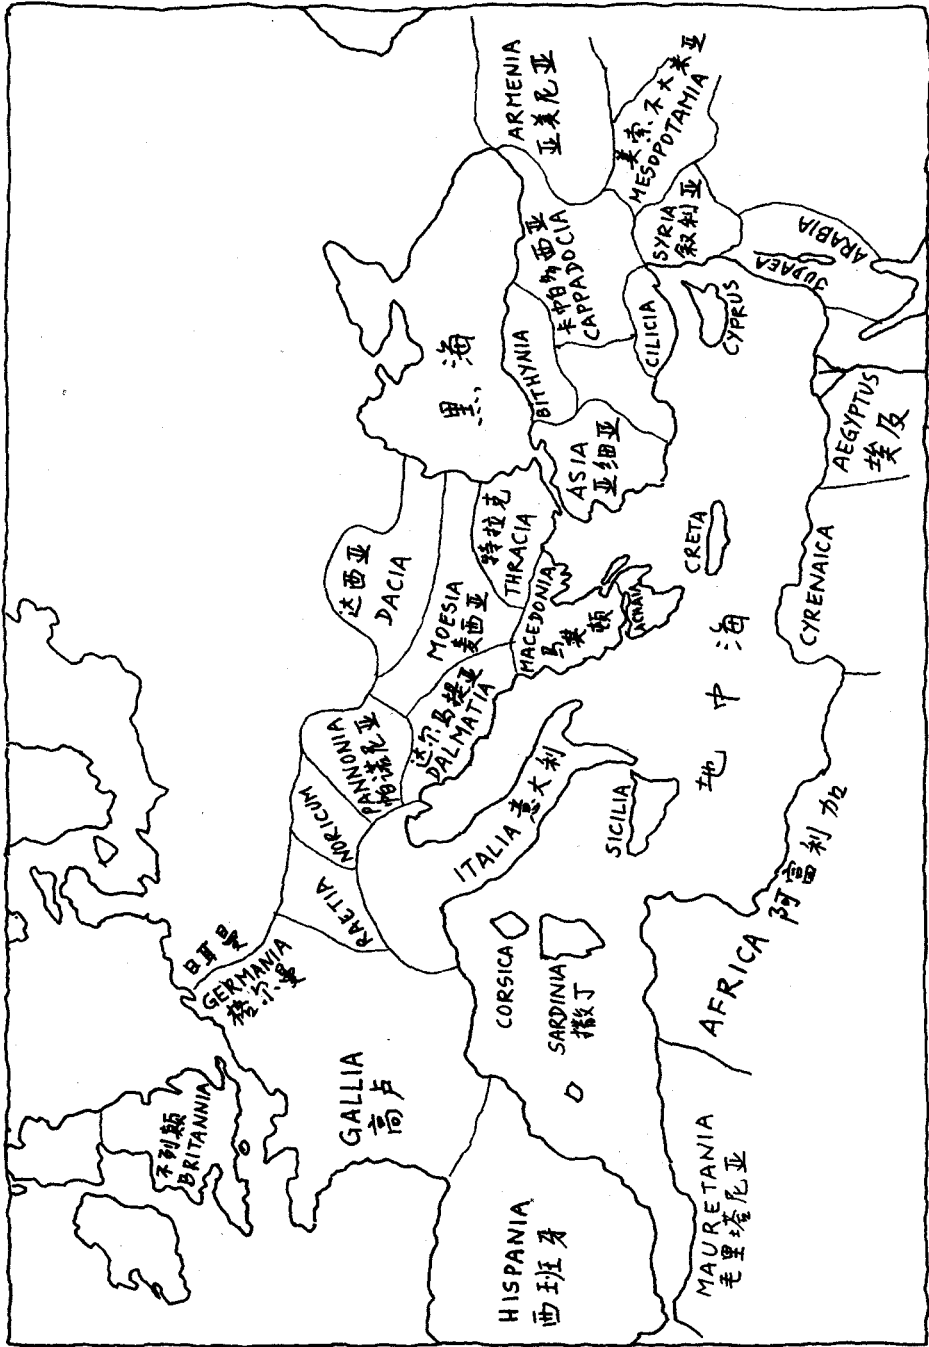 不列颠
BRITANNIA
日耳曼
GERMANIA
格尔曼
GALLIA
高卢
HISPANIA
西班牙
MAURETANIA
毛里塔尼亚
RAETIA
NORICUM
PANNONIA
帕诺尼亚
达尔马提亚
DALMATIA
ITALIA 意大利
CORSICA
SARDINIA
撒丁
SICILIA
AFRICA 阿富利加
达西亚
DACIA
MOESIA
麦西亚
特拉克
THRACIA
MACEDONIA
马其顿
ACHAIA
CRETA
地中海
CYRENAICA
黑海
BITHYNIA
ASIA
亚细亚
卡帕多西亚
CAPPADOCIA
CILICIA
CYPRUS
AEGYPTUS
埃及
ARMENIA
亚美尼亚
美索不大米亚
MESOPOTAMIA
SYRIA
叙利亚
JUDAEA
ARABIA